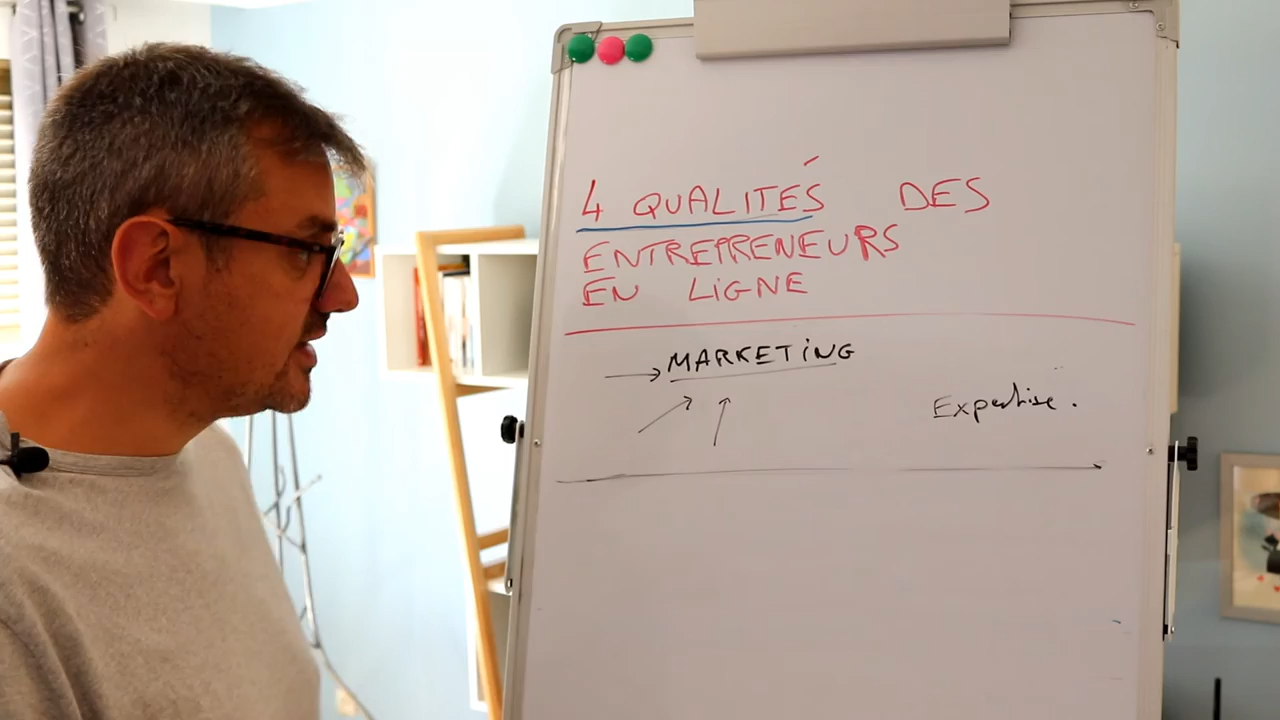 4 QUALITÉS DES
ENTREPRENEURS
EN LiGNE
MARKETiNG
Expertise.